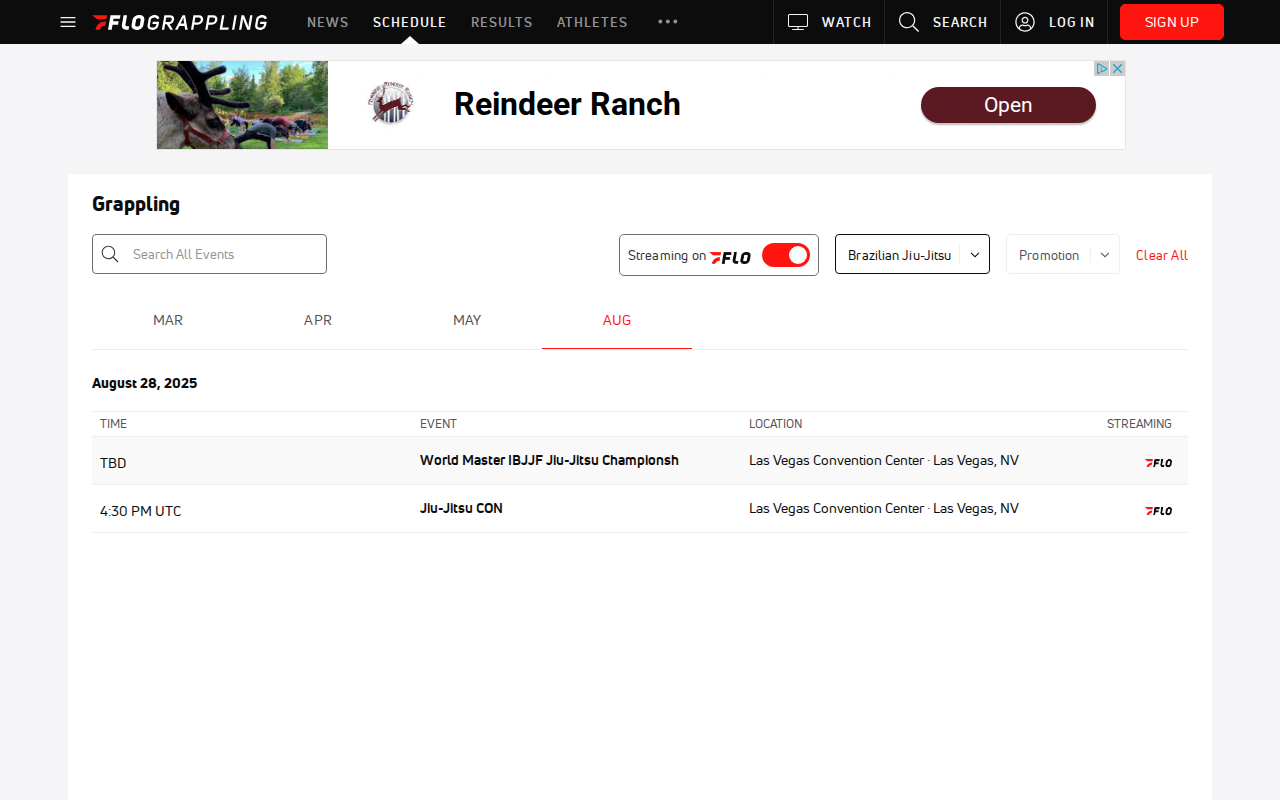 FLOGRAPPLING NEWS SCHEDULE RESULTS ATHLETES WATCH SEARCH LOG IN SIGN UP
Reindeer Ranch Open
Grappling
Search All Events Streaming on FLO Brazilian Jiu-Jitsu Promotion Clear All
MAR APR MAY AUG
August 28, 2025
TIME EVENT LOCATION STREAMING
TBD World Master IBJJF Jiu-Jitsu Championsh Las Vegas Convention Center · Las Vegas, NV FLO
4:30 PM UTC Jiu-Jitsu CON Las Vegas Convention Center · Las Vegas, NV FLO